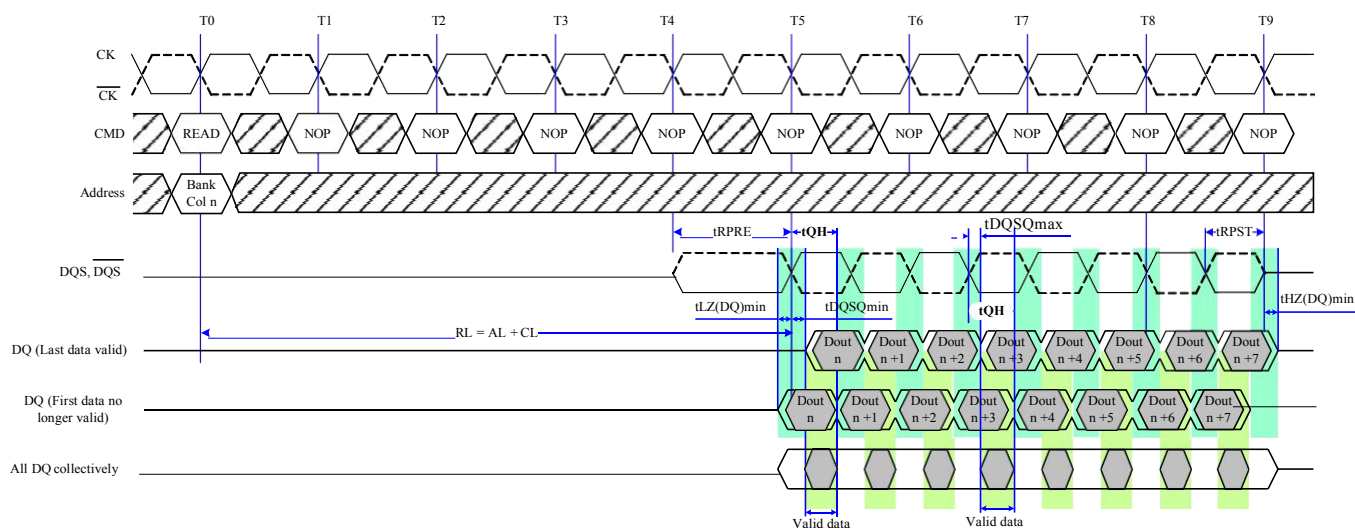 T0 T1 T2 T3 T4 T5 T6 T7 T8 T9
CK
CK
CMD READ NOP NOP NOP NOP NOP NOP NOP NOP NOP
Address Bank
Col n
tRPRE tQH tDQSQmax tRPST
DQS, DQS
tLZ(DQ)min tDQSQmin tQH tHZ(DQ)min
RL = AL + CL
DQ (Last data valid) Dout Dout Dout Dout Dout Dout Dout Dout
n n +1 n +2 n +3 n +4 n +5 n +6 n +7
DQ (First data no
longer valid)
Dout Dout Dout Dout Dout Dout Dout Dout
n n +1 n +2 n +3 n +4 n +5 n +6 n +7
All DQ collectively
Valid data Valid data